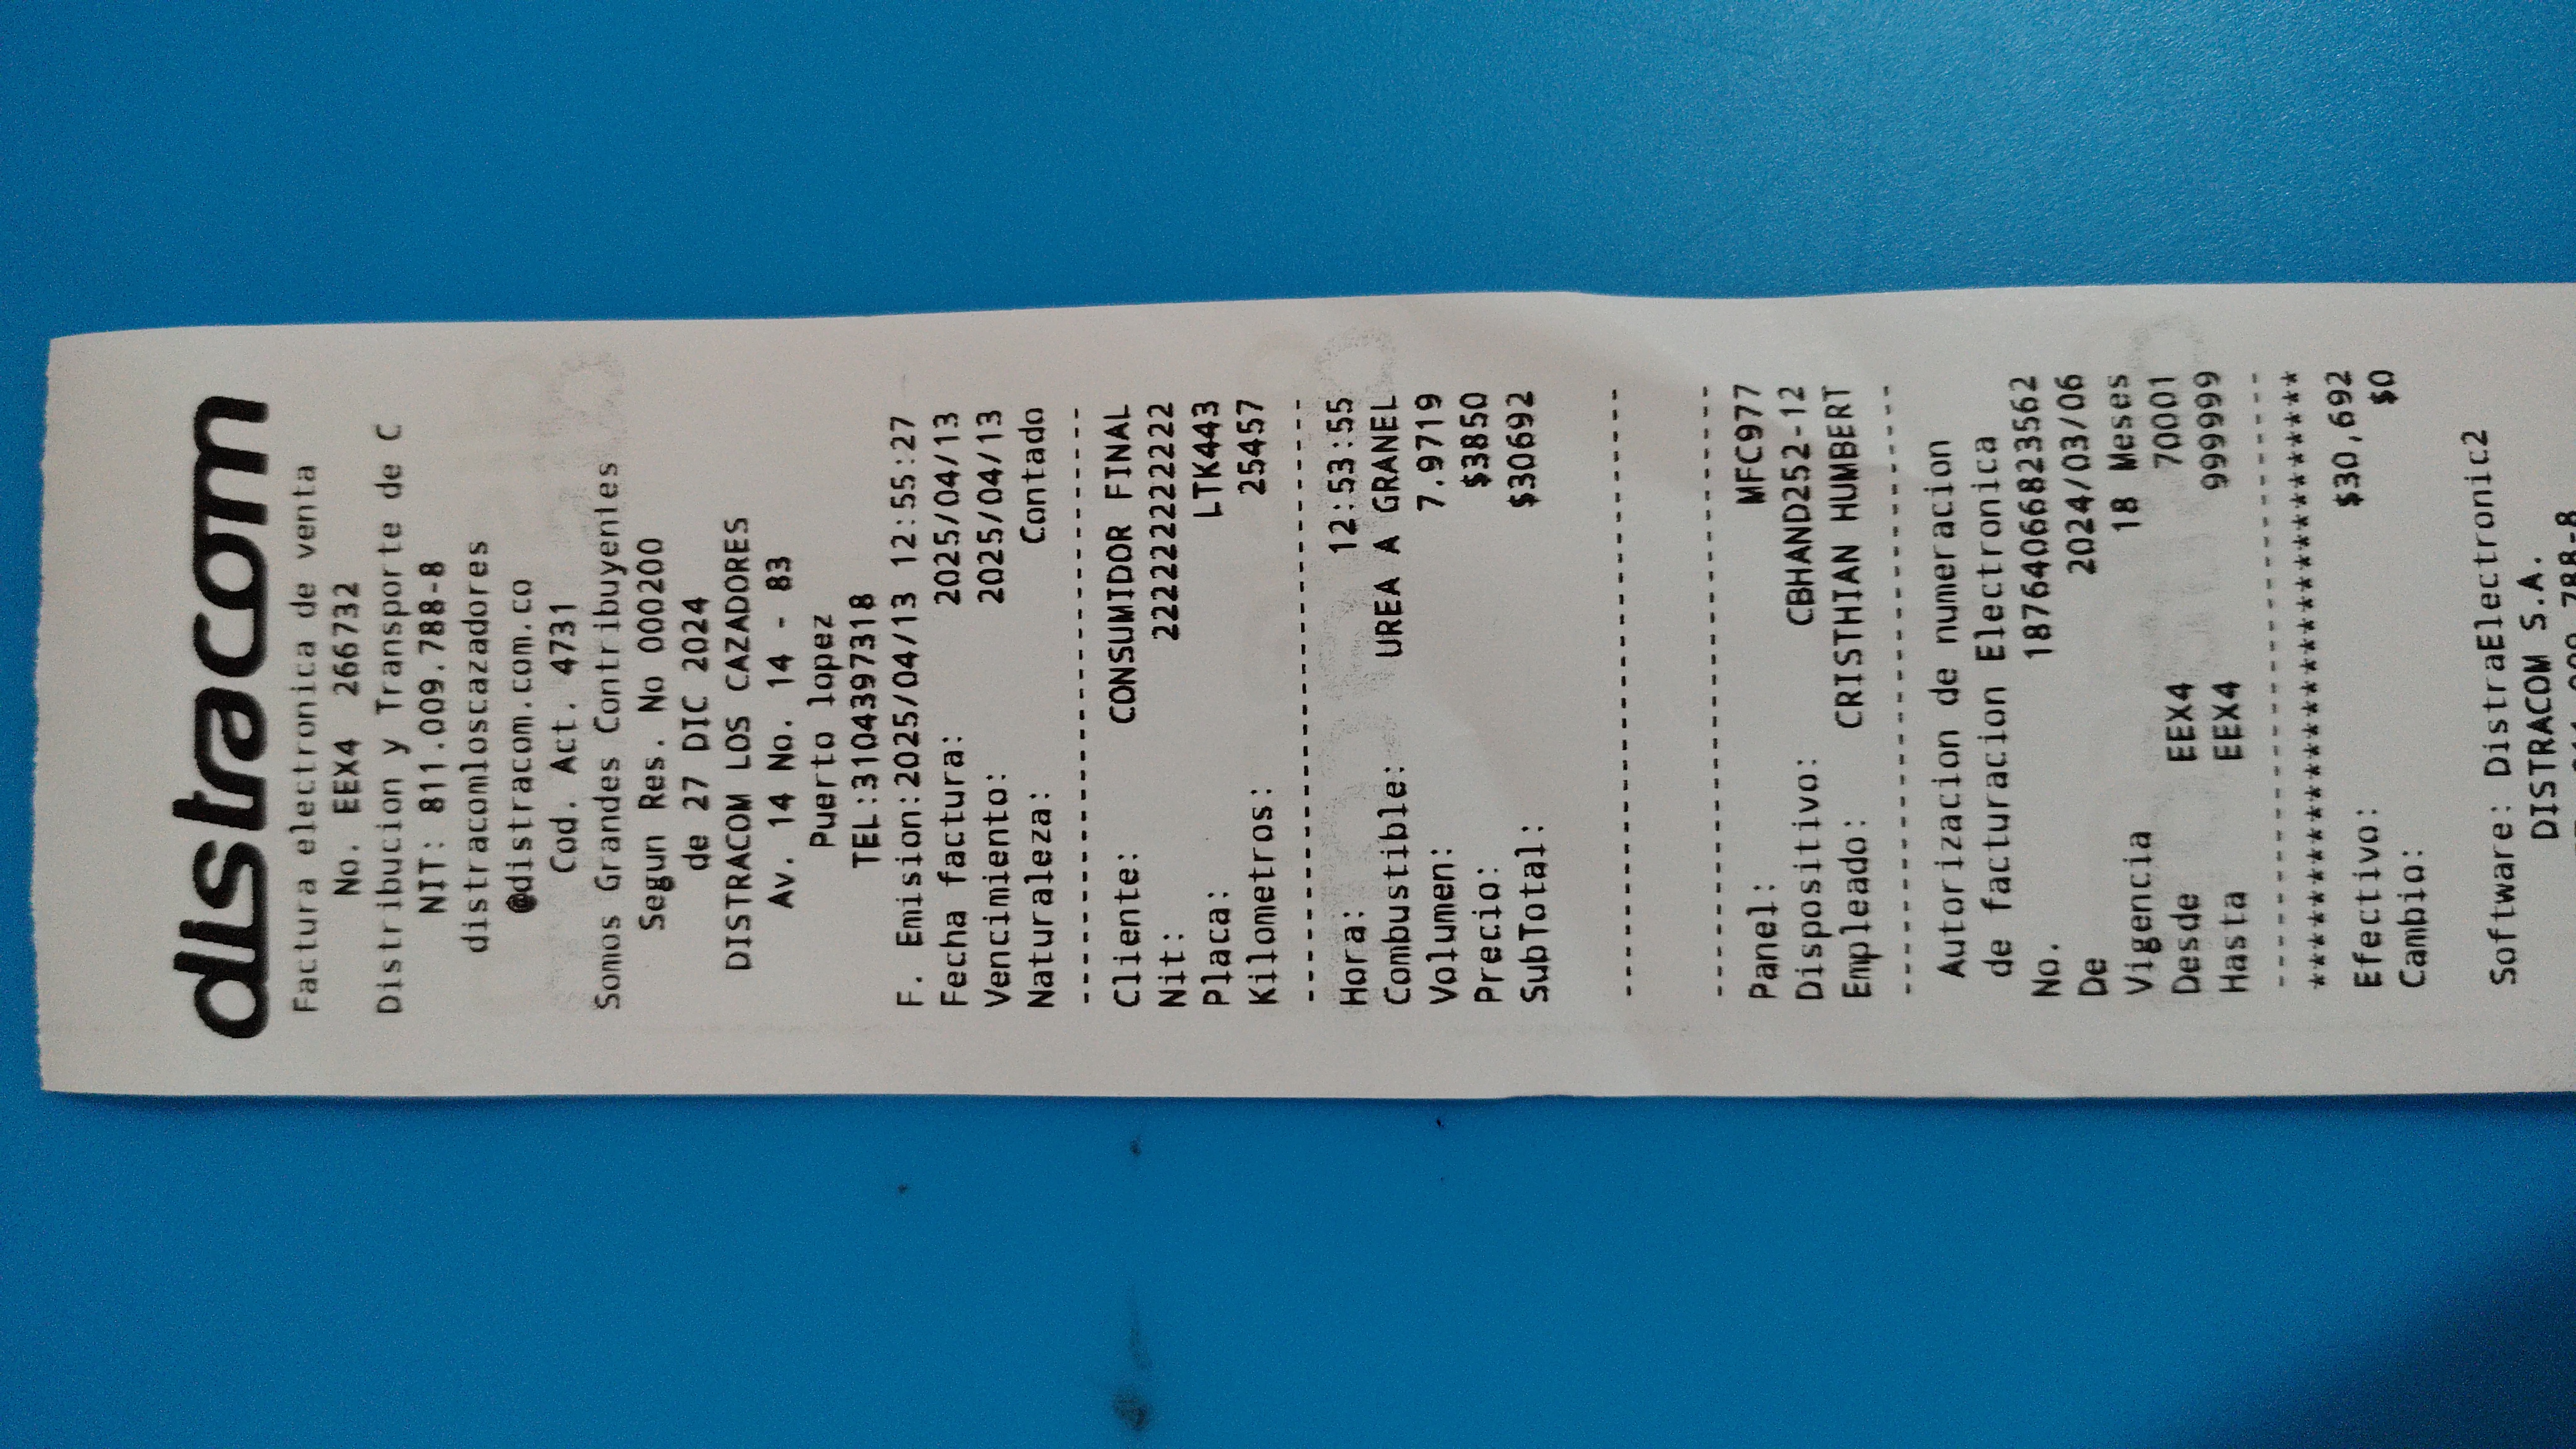 distracom
Factura electronica de venta
No. EEX4 266732
Distribucion y Transporte de C
NIT: 811.009.788-8
distracomloscazadores
@distracom.com.co
Cod. Act. 4731
Somos Grandes Contribuyentes
Segun Res. No 000200
de 27 DIC 2024
DISTRACOM LOS CAZADORES
Av. 14 No. 14 - 83
Puerto lopez
TEL:3104397318
F. Emision:2025/04/13 12:55:27
Fecha factura: 2025/04/13
Vencimiento: 2025/04/13
Naturaleza: Contado
------------------------------
Cliente: CONSUMIDOR FINAL
Nit: 222222222222
Placa: LTK443
Kilometros: 25457
------------------------------
Hora: 12:53:55
Combustible: UREA A GRANEL
Volumen: 7.9719
Precio: $3850
SubTotal: $30692
------------------------------
------------------------------
Panel: MFC977
Dispositivo: CBHAND252-12
Empleado: CRISTHIAN HUMBERT
------------------------------
Autorizacion de numeracion
de facturacion Electronica
No. 18764066823562
De 2024/03/06
Vigencia 18 Meses
Desde EEX4 70001
Hasta EEX4 999999
------------------------------
******************************
Efectivo: $30,692
Cambio: $0
Software: DistraElectronic2
DISTRACOM S.A.